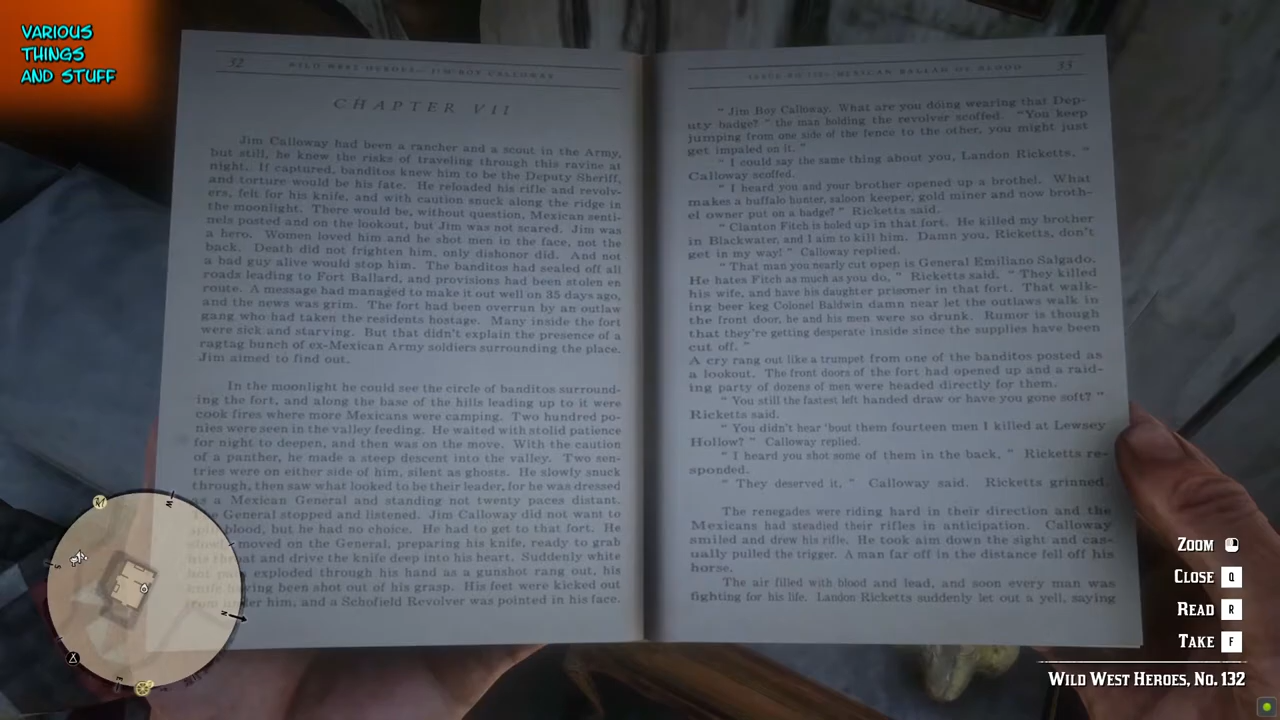 VARIOUS
THINGS
AND STUFF
32 WILD WEST HEROES— JIM BOY CALLOWAY
CHAPTER VII
Jim Calloway had been a rancher and a scout in the Army,
but still, he knew the risks of traveling through this ravine at
night. If captured, banditos knew him to be the Deputy Sheriff,
and torture would be his fate. He reloaded his rifle and revolv-
ers, felt for his knife, and with caution snuck along the ridge in
the moonlight. There would be, without question, Mexican senti-
nels posted and on the lookout, but Jim was not scared. Jim was
a hero. Women loved him and he shot men in the face, not the
back. Death did not frighten him, only dishonor did. And not
a bad guy alive would stop him. The banditos had sealed off all
roads leading to Fort Ballard, and provisions had been stolen en
route. A message had managed to make it out well on 35 days ago,
and the news was grim. The fort had been overrun by an outlaw
gang who had taken the residents hostage. Many inside the fort
were sick and starving. But that didn't explain the presence of a
ragtag bunch of ex-Mexican Army soldiers surrounding the place.
Jim aimed to find out.
In the moonlight he could see the circle of banditos surround-
ing the fort, and along the base of the hills leading up to it were
cook fires where more Mexicans were camping. Two hundred po-
nies were seen in the valley feeding. He waited with stolid patience
for night to deepen, and then was on the move. With the caution
of a panther, he made a steep descent into the valley. Two sen-
tries were on either side of him, silent as ghosts. He slowly snuck
through, then saw what looked to be their leader, for he was dressed
as a Mexican General and standing not twenty paces distant.
The General stopped and listened. Jim Calloway did not want to
spill blood, but he had no choice. He had to get to that fort. He
slowly moved on the General, preparing his knife, ready to grab
his throat and drive the knife deep into his heart. Suddenly white
hot pain exploded through his hand as a gunshot rang out, his
knife having been shot out of his grasp. His feet were kicked out
from under him, and a Schofield Revolver was pointed in his face.
MEXICAN OF BLOOD 33
“ Jim Boy Calloway. What are you doing wearing that Dep-
uty badge? ” the man holding the revolver scoffed. “You keep
jumping from one side of the fence to the other, you might just
get impaled on it. ”
“ I could say the same thing about you, Landon Ricketts, ”
Calloway scoffed.
“ I heard you and your brother opened up a brothel. What
makes a buffalo hunter, saloon keeper, gold miner and now broth-
el owner put on a badge? ” Ricketts said.
“ Clanton Fitch is holed up in that fort. He killed my brother
in Blackwater, and I aim to kill him. Damn you, Ricketts, don't
get in my way! ” Calloway replied.
“ That man you nearly cut open is General Emiliano Salgado.
He hates Fitch as much as you do, ” Ricketts said. “ They killed
his wife, and have his daughter prisoner in that fort. That walk-
ing beer keg Colonel Baldwin damn near let the outlaws walk in
the front door, he and his men were so drunk. Rumor is though
that they're getting desperate inside since the supplies have been
cut off. ”
A cry rang out like a trumpet from one of the banditos posted as
a lookout. The front doors of the fort had opened up and a raid-
ing party of dozens of men were headed directly for them.
“ You still the fastest left handed draw or have you gone soft? ”
Ricketts said.
“ You didn't hear 'bout them fourteen men I killed at Lewsey
Hollow? ” Calloway replied.
“ I heard you shot some of them in the back, ” Ricketts re-
sponded.
“ They deserved it, ” Calloway said. Ricketts grinned.
The renegades were riding hard in their direction and the
Mexicans had steadied their rifles in anticipation. Calloway
smiled and drew his rifle. He took aim down the sight and cas-
ually pulled the trigger. A man far off in the distance fell off his
horse.
The air filled with blood and lead, and soon every man was
fighting for his life. Landon Ricketts suddenly let out a yell, saying
ZOOM
CLOSE Q
READ R
TAKE F
WILD WEST HEROES, NO. 132